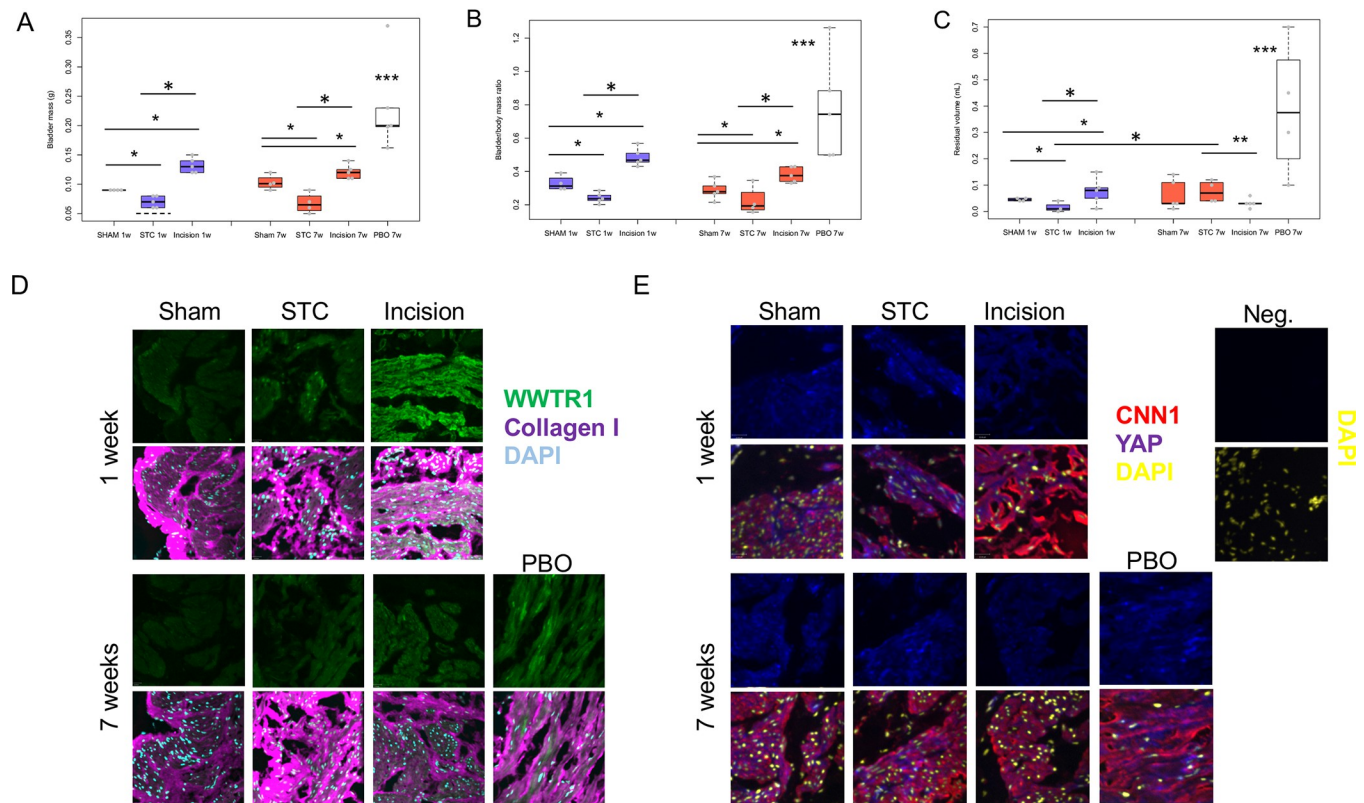 A
Bladder mass (g)
0.35
0.30
0.25
0.20
0.15
0.10
0.05
*
*
*
*
*
*
***
SHAM 1w STC 1w Incision 1w Sham 7w STC 7w Incision 7w PBO 7w
B
Bladder/body mass ratio
1.2
1.0
0.8
0.6
0.4
0.2
*
*
*
*
*
*
***
SHAM 1w STC 1w Incision 1w Sham 7w STC 7w Incision 7w PBO 7w
C
Residual volume (mL)
0.7
0.6
0.5
0.4
0.3
0.2
0.1
0.0
*
*
*
*
**
***
SHAM 1w STC 1w Incision 1w Sham 7w STC 7w Incision 7w PBO 7w
D
Sham STC Incision
1 week
WWTR1
Collagen I
DAPI
PBO
7 weeks
E
Sham STC Incision Neg.
1 week
CNN1
YAP
DAPI
DAPI
PBO
7 weeks